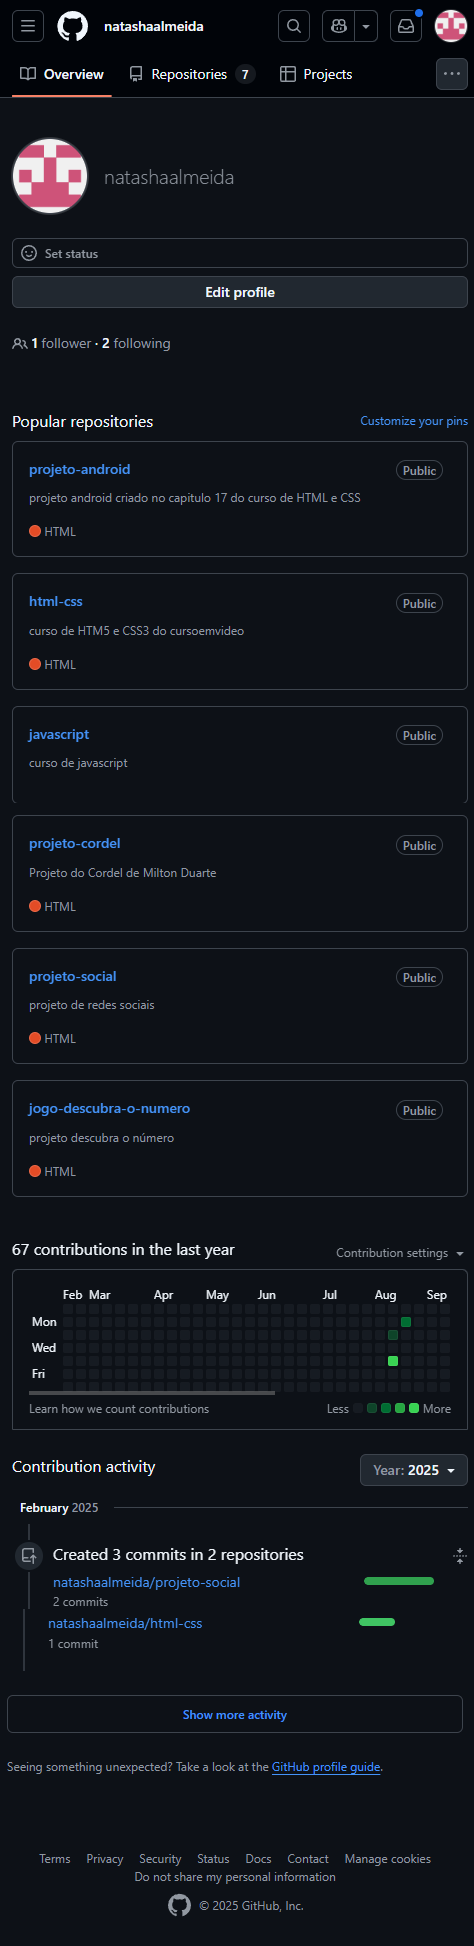 natashaalmeida
Overview Repositories 7 Projects
natashaalmeida
Set status
Edit profile
1 follower · 2 following
Popular repositories Customize your pins
projeto-android Public
projeto android criado no capitulo 17 do curso de HTML e CSS
HTML
html-css Public
curso de HTM5 e CSS3 do cursoemvideo
HTML
javascript Public
curso de javascript
projeto-cordel Public
Projeto do Cordel de Milton Duarte
HTML
projeto-social Public
projeto de redes sociais
HTML
jogo-descubra-o-numero Public
projeto descubra o número
HTML
67 contributions in the last year Contribution settings
Feb Mar Apr May Jun Jul Aug Sep
Mon
Wed
Fri
Learn how we count contributions Less More
Contribution activity Year: 2025
February 2025
Created 3 commits in 2 repositories
natashaalmeida/projeto-social
2 commits
natashaalmeida/html-css
1 commit
Show more activity
Seeing something unexpected? Take a look at the GitHub profile guide.
Terms Privacy Security Status Docs Contact Manage cookies
Do not share my personal information
© 2025 GitHub, Inc.